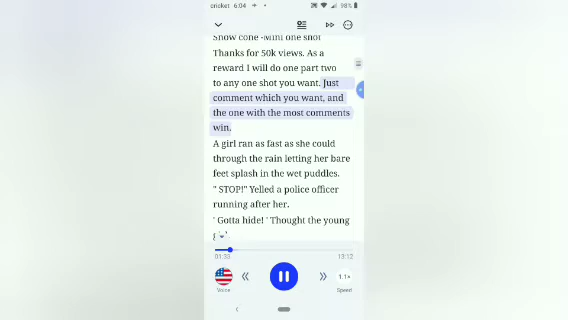 cricket 6:04
98%
Snow cone -Mini one shot
Thanks for 50k views. As a
reward I will do one part two
to any one shot you want. Just
comment which you want, and
the one with the most comments
win.
A girl ran as fast as she could
through the rain letting her bare
feet splash in the wet puddles.
" STOP!" Yelled a police officer
running after her.
' Gotta hide! ' Thought the young
01:35 13:12
1.1×
Voice Speed